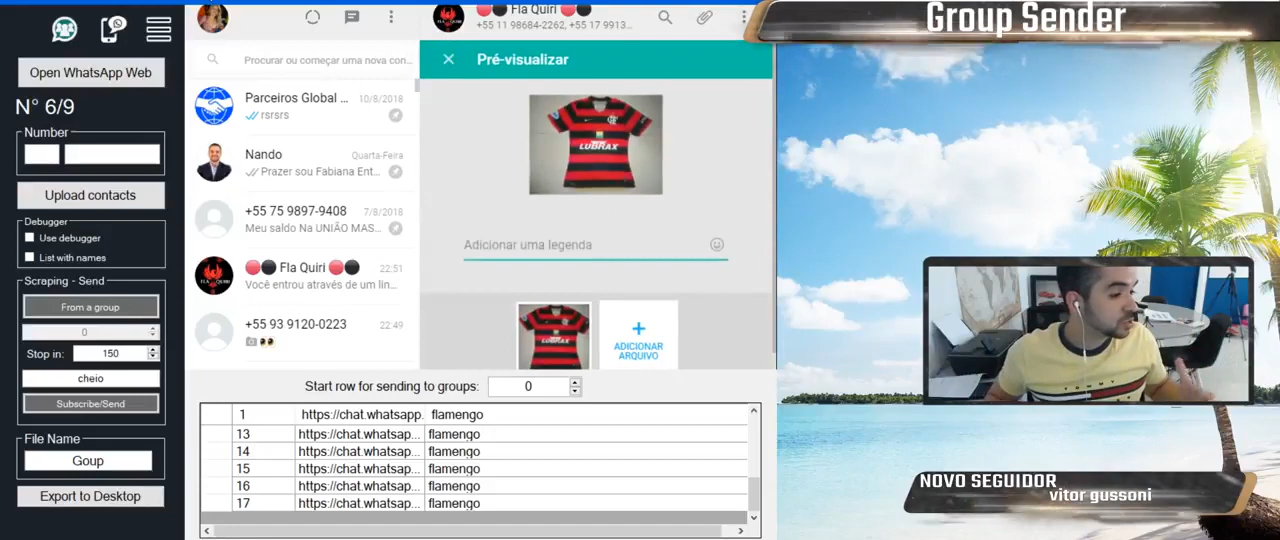 Open WhatsApp Web
N° 6/9
Number
Upload contacts
Debugger
Use debugger
List with names
Scraping - Send
From a group
0
Stop in: 150
cheio
Subscribe/Send
File Name
Goup
Export to Desktop
Procurar ou começar uma nova con...
Parceiros Global ... 10/8/2018
rsrsrs
Nando Quarta-Feira
Prazer sou Fabiana Ent...
+55 75 9897-9408 7/8/2018
Meu saldo Na UNIÃO MAS...
🔴⚫ Fla Quiri 🔴⚫ 22:51
Você entrou através de um lin...
+55 93 9120-0223 22:49
📷 👀
🔴⚫ Fla Quiri 🔴⚫
+55 11 98684-2262, +55 17 9913...
Pré-visualizar
LUBRAX
Adicionar uma legenda
ADICIONAR
ARQUIVO
Start row for sending to groups: 0
1 https://chat.whatsapp. flamengo
13 https://chat.whatsap... flamengo
14 https://chat.whatsap... flamengo
15 https://chat.whatsap... flamengo
16 https://chat.whatsap... flamengo
17 https://chat.whatsap... flamengo
Group Sender
TOMMY
NOVO SEGUIDOR
vitor gussoni